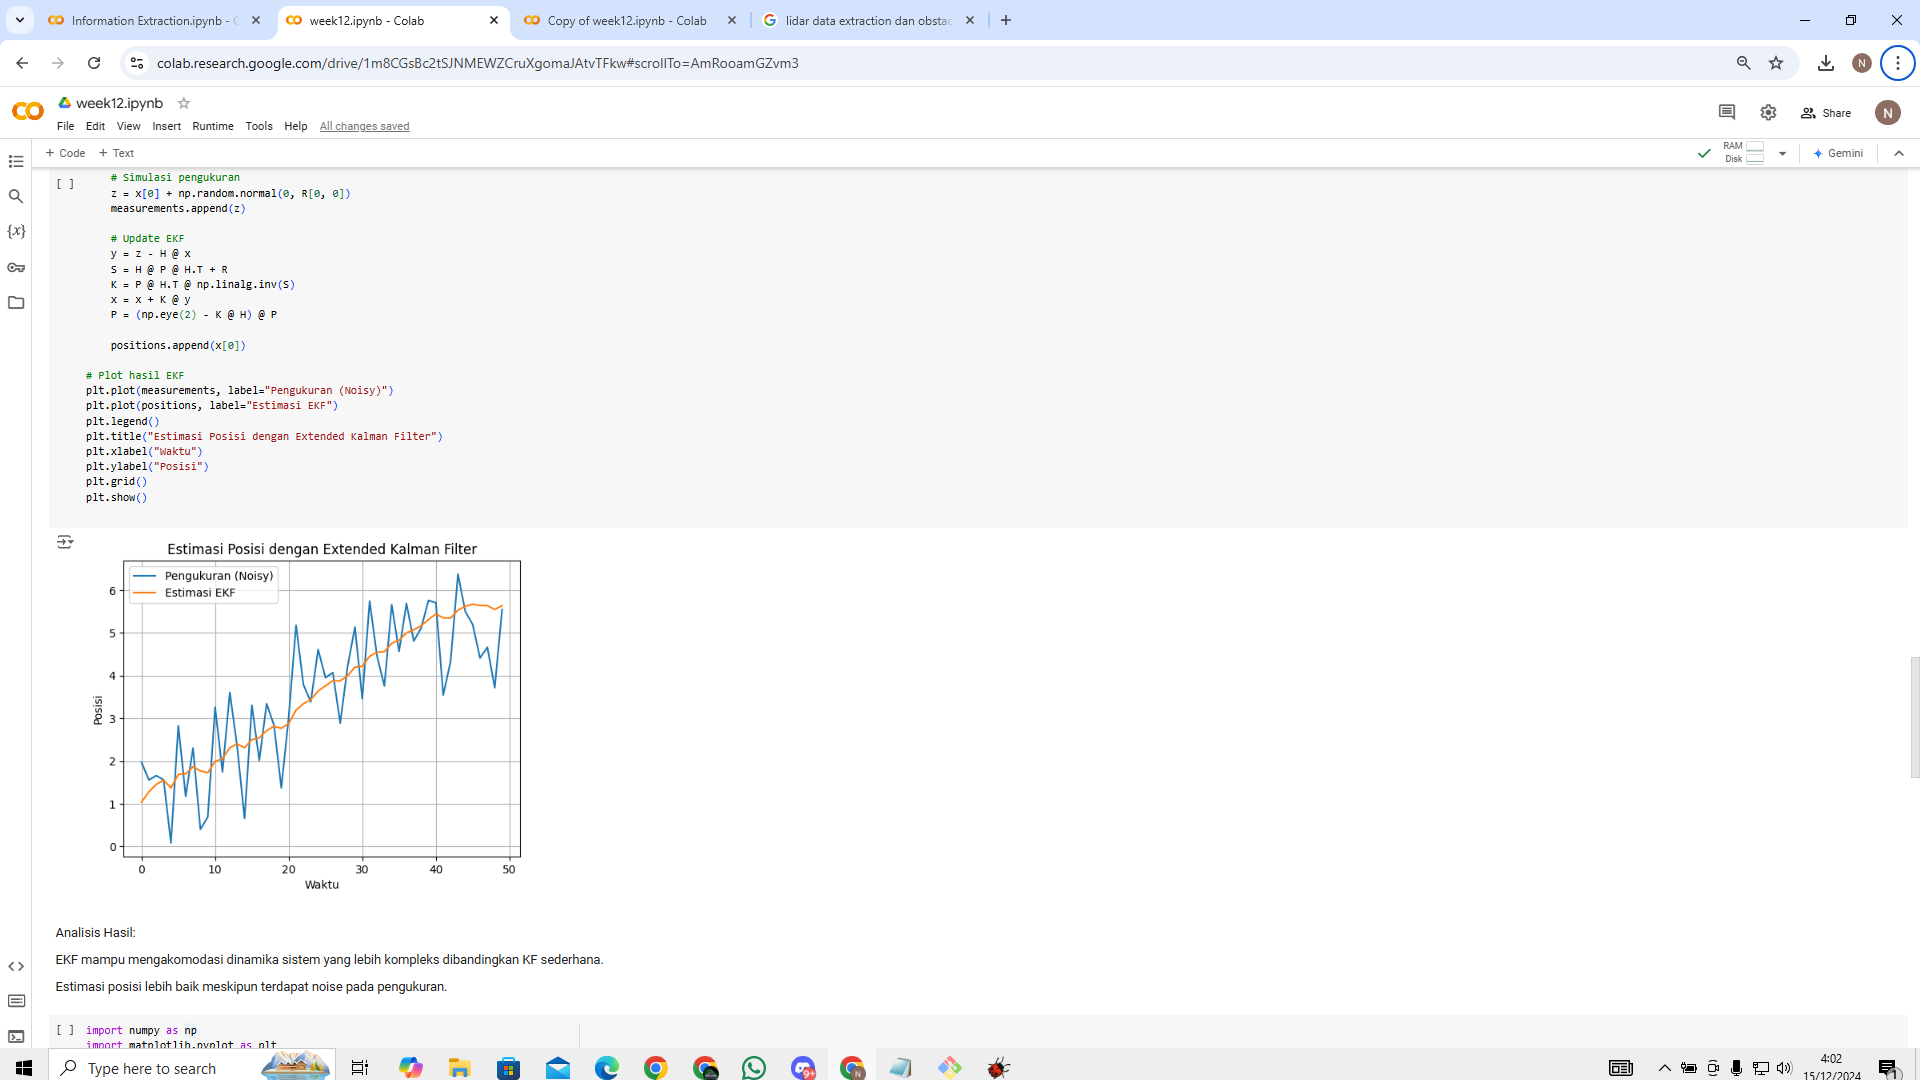 Information Extraction.ipynb - C
week12.ipynb - Colab
Copy of week12.ipynb - Colab
lidar data extraction dan obsta
colab.research.google.com/drive/1m8CGsBc2tSJNMEWZCruXgomaJAtvTFkw#scrollTo=AmRooamGZvm3
N
CO
week12.ipynb
File Edit View Insert Runtime Tools Help All changes saved
Share
N
+ Code + Text
RAM
Disk
Gemini
[ ]
# Simulasi pengukuran
z = x[0] + np.random.normal(0, R[0, 0])
measurements.append(z)
# Update EKF
y = z - H @ x
S = H @ P @ H.T + R
K = P @ H.T @ np.linalg.inv(S)
x = x + K @ y
P = (np.eye(2) - K @ H) @ P
positions.append(x[0])
# Plot hasil EKF
plt.plot(measurements, label="Pengukuran (Noisy)")
plt.plot(positions, label="Estimasi EKF")
plt.legend()
plt.title("Estimasi Posisi dengan Extended Kalman Filter")
plt.xlabel("Waktu")
plt.ylabel("Posisi")
plt.grid()
plt.show()
Estimasi Posisi dengan Extended Kalman Filter
Pengukuran (Noisy)
Estimasi EKF
6
5
4
3
2
1
0
Posisi
0 10 20 30 40 50
Waktu
Analisis Hasil:
EKF mampu mengakomodasi dinamika sistem yang lebih kompleks dibandingkan KF sederhana.
Estimasi posisi lebih baik meskipun terdapat noise pada pengukuran.
[ ] import numpy as np
import matplotlib.pyplot as plt
Type here to search
9+
N
4:02
15/12/2024
1